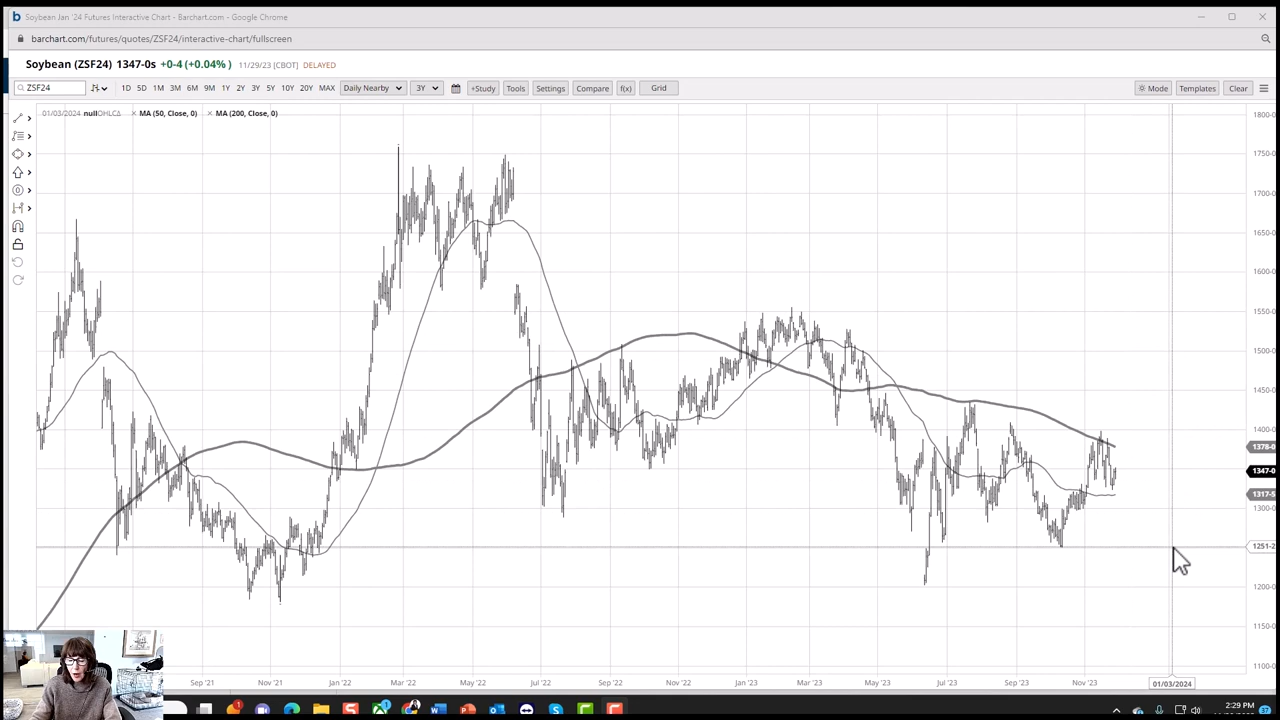 Soybean Jan '24 Futures Interactive Chart - Barchart.com - Google Chrome
barchart.com/futures/quotes/ZSF24/interactive-chart/fullscreen
Soybean (ZSF24) 1347-0s +0-4 (+0.04%) 11/29/23 [CBOT] DELAYED
ZSF24 1D 5D 1M 3M 6M 9M 1Y 2Y 3Y 5Y 10Y 20Y MAX Daily Nearby 3Y +Study Tools Settings Compare f(x) Grid Mode Templates Clear
01/03/2024 nullOHLCΔ × MA (50, Close, 0) × MA (200, Close, 0)
1800-0
1750-0
1700-0
1650-0
1600-0
1550-0
1500-0
1450-0
1400-0
1378-0
1347-0
1317-5
1300-0
1251-2
1200-0
1150-0
1100-0
Sep '21 Nov '21 Jan '22 Mar '22 May '22 Jul '22 Sep '22 Nov '22 Jan '23 Mar '23 May '23 Jul '23 Sep '23 Nov '23 01/03/2024
2:29 PM